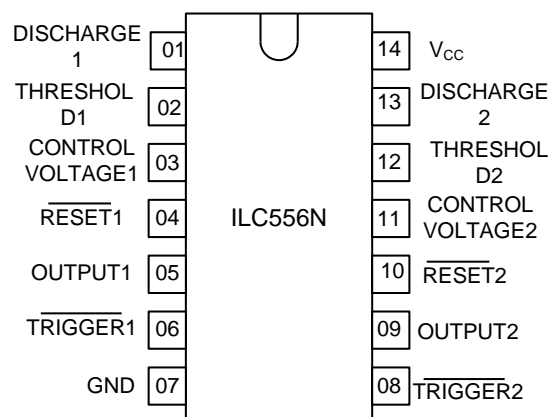 DISCHARGE
1
01
THRESHOL
D1
02
CONTROL
VOLTAGE1
03
RESET1
04
OUTPUT1
05
TRIGGER1
06
GND
07
ILC556N
14
VCC
13
DISCHARGE
2
12
THRESHOL
D2
11
CONTROL
VOLTAGE2
10
RESET2
09
OUTPUT2
08
TRIGGER2